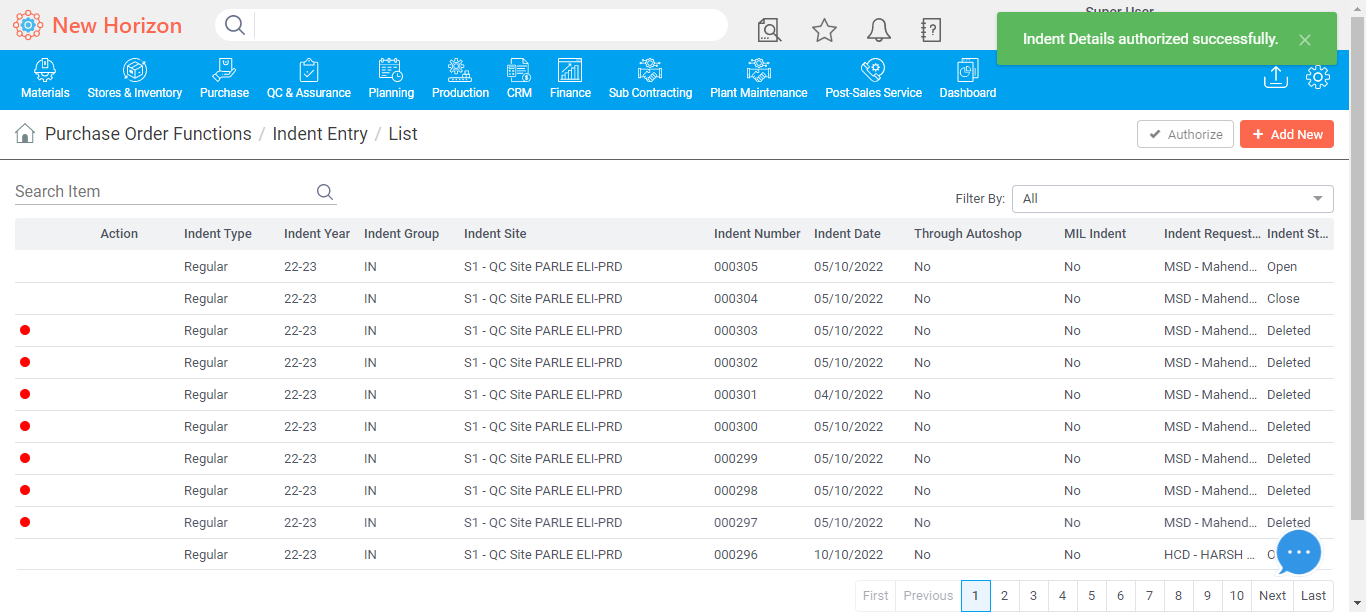 New Horizon
Indent Details authorized successfully.
Materials Stores & Inventory Purchase QC & Assurance Planning Production CRM Finance Sub Contracting Plant Maintenance Post-Sales Service Dashboard
Purchase Order Functions / Indent Entry / List Authorize + Add New
Search Item
Filter By: All
Action Indent Type Indent Year Indent Group Indent Site Indent Number Indent Date Through Autoshop MIL Indent Indent Request... Indent St...
Regular 22-23 IN S1 - QC Site PARLE ELI-PRD 000305 05/10/2022 No No MSD - Mahend... Open
Regular 22-23 IN S1 - QC Site PARLE ELI-PRD 000304 05/10/2022 No No MSD - Mahend... Close
Regular 22-23 IN S1 - QC Site PARLE ELI-PRD 000303 05/10/2022 No No MSD - Mahend... Deleted
Regular 22-23 IN S1 - QC Site PARLE ELI-PRD 000302 05/10/2022 No No MSD - Mahend... Deleted
Regular 22-23 IN S1 - QC Site PARLE ELI-PRD 000301 04/10/2022 No No MSD - Mahend... Deleted
Regular 22-23 IN S1 - QC Site PARLE ELI-PRD 000300 05/10/2022 No No MSD - Mahend... Deleted
Regular 22-23 IN S1 - QC Site PARLE ELI-PRD 000299 05/10/2022 No No MSD - Mahend... Deleted
Regular 22-23 IN S1 - QC Site PARLE ELI-PRD 000298 05/10/2022 No No MSD - Mahend... Deleted
Regular 22-23 IN S1 - QC Site PARLE ELI-PRD 000297 05/10/2022 No No MSD - Mahend... Deleted
Regular 22-23 IN S1 - QC Site PARLE ELI-PRD 000296 10/10/2022 No No HCD - HARSH ...
First Previous 1 2 3 4 5 6 7 8 9 10 Next Last